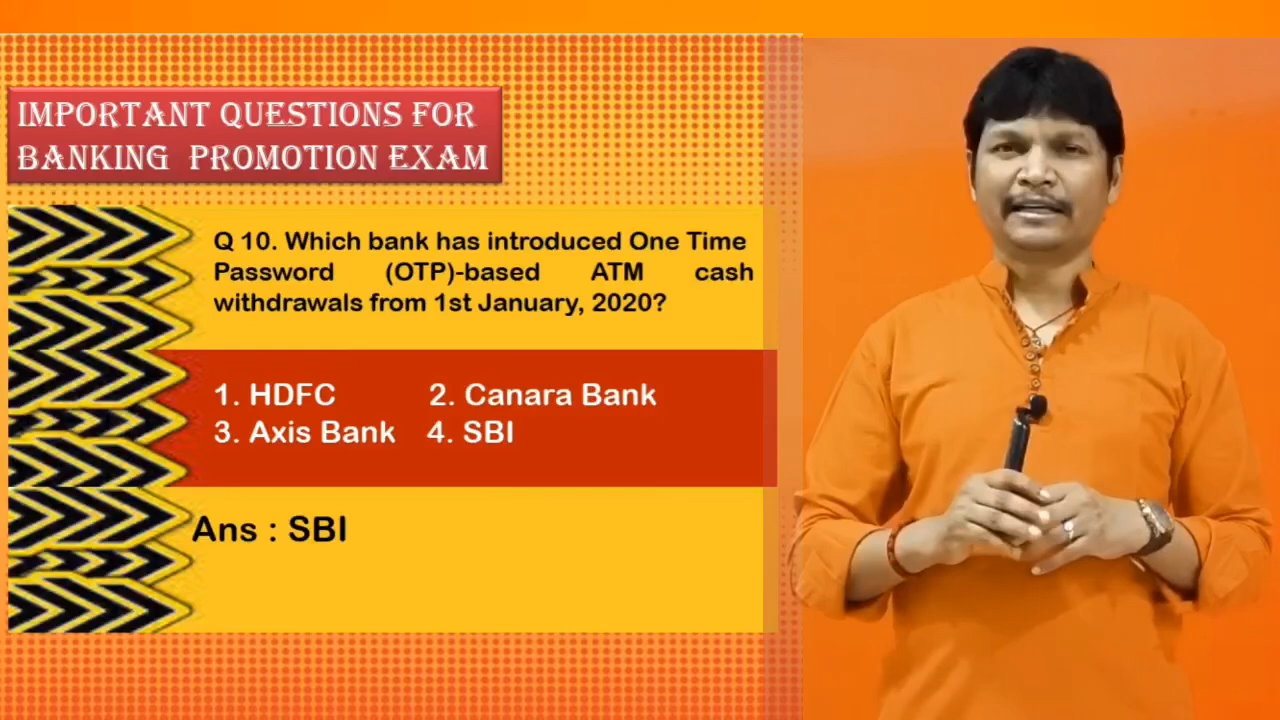 IMPORTANT QUESTIONS FOR
BANKING PROMOTION EXAM
Q 10. Which bank has introduced One Time
Password (OTP)-based ATM cash
withdrawals from 1st January, 2020?
1. HDFC 2. Canara Bank
3. Axis Bank 4. SBI
Ans : SBI